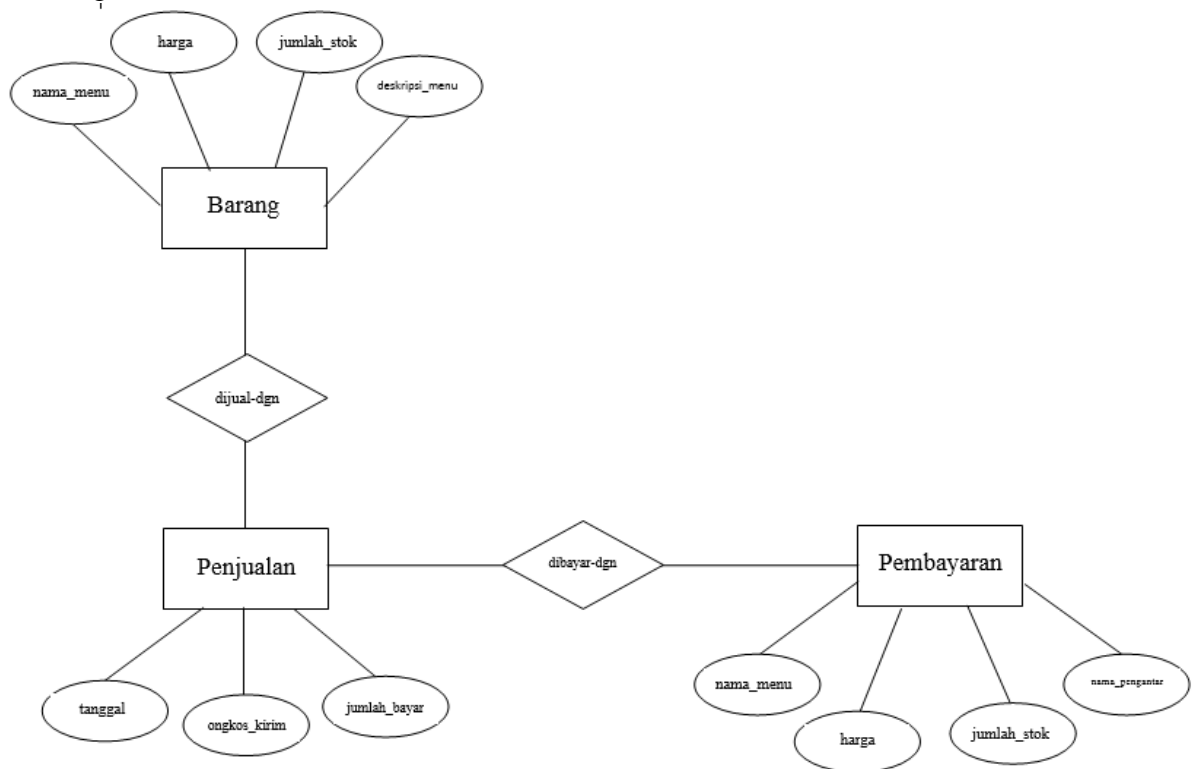 harga
jumlah_stok
nama_menu
deskripsi_menu
Barang
dijual-dgn
Penjualan
dibayar-dgn
Pembayaran
tanggal
ongkos_kirim
jumlah_bayar
nama_menu
harga
jumlah_stok
nama_pengantar